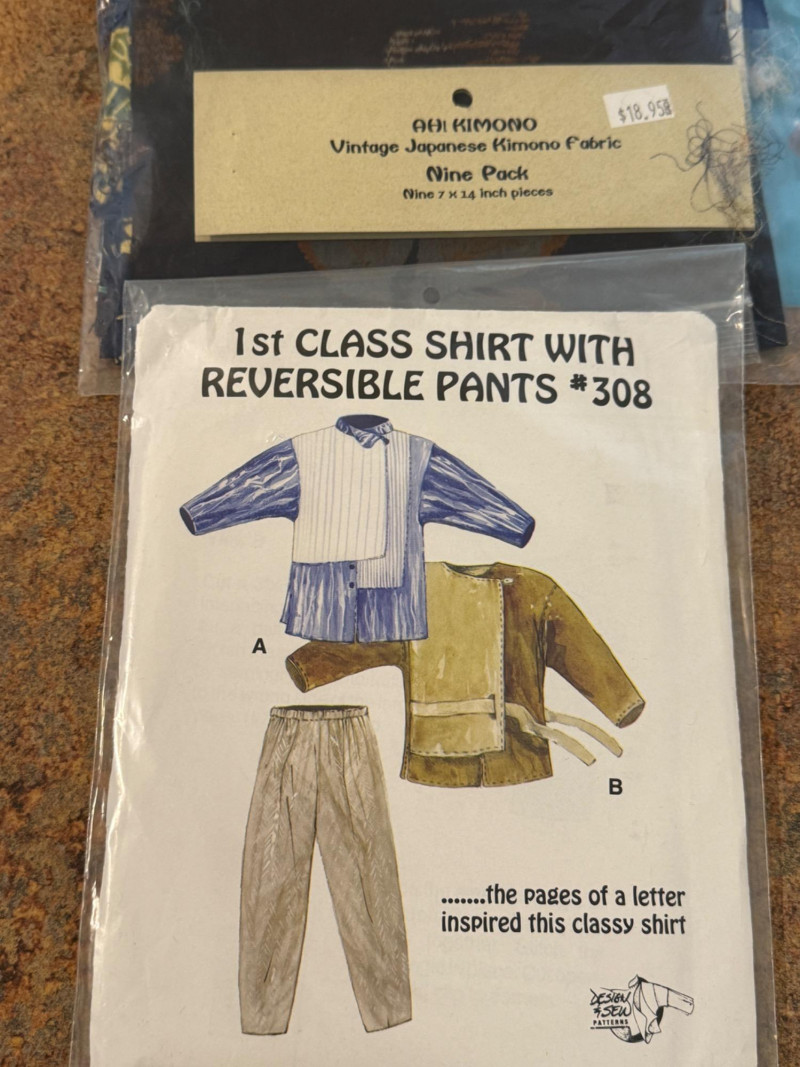 AH! KIMONO
$18.95
Vintage Japanese Kimono Fabric
Nine Pack
Nine 7 x 14 inch pieces
1st CLASS SHIRT WITH
REVERSIBLE PANTS #308
A
B
.......the pages of a letter
inspired this classy shirt
DESIGN
& SEW
PATTERNS